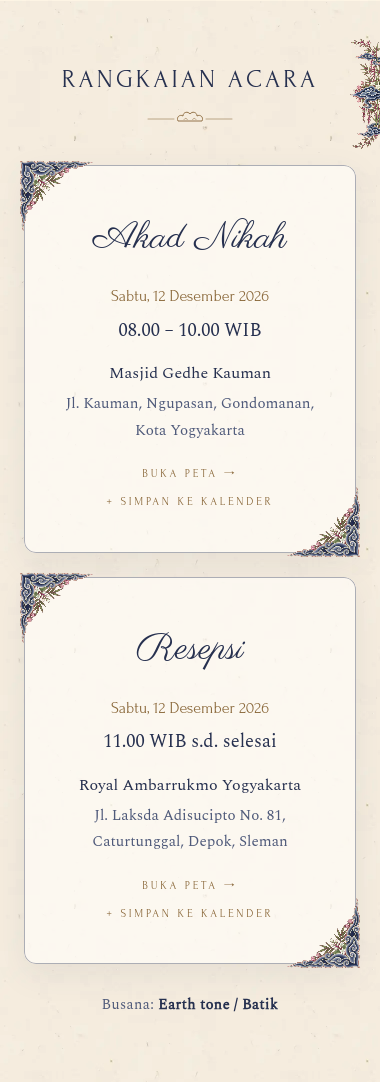 RANGKAIAN ACARA
Akad Nikah
Sabtu, 12 Desember 2026
08.00 – 10.00 WIB
Masjid Gedhe Kauman
Jl. Kauman, Ngupasan, Gondomanan,
Kota Yogyakarta
BUKA PETA →
+ SIMPAN KE KALENDER
Resepsi
Sabtu, 12 Desember 2026
11.00 WIB s.d. selesai
Royal Ambarrukmo Yogyakarta
Jl. Laksda Adisucipto No. 81,
Caturtunggal, Depok, Sleman
BUKA PETA →
+ SIMPAN KE KALENDER
Busana: Earth tone / Batik